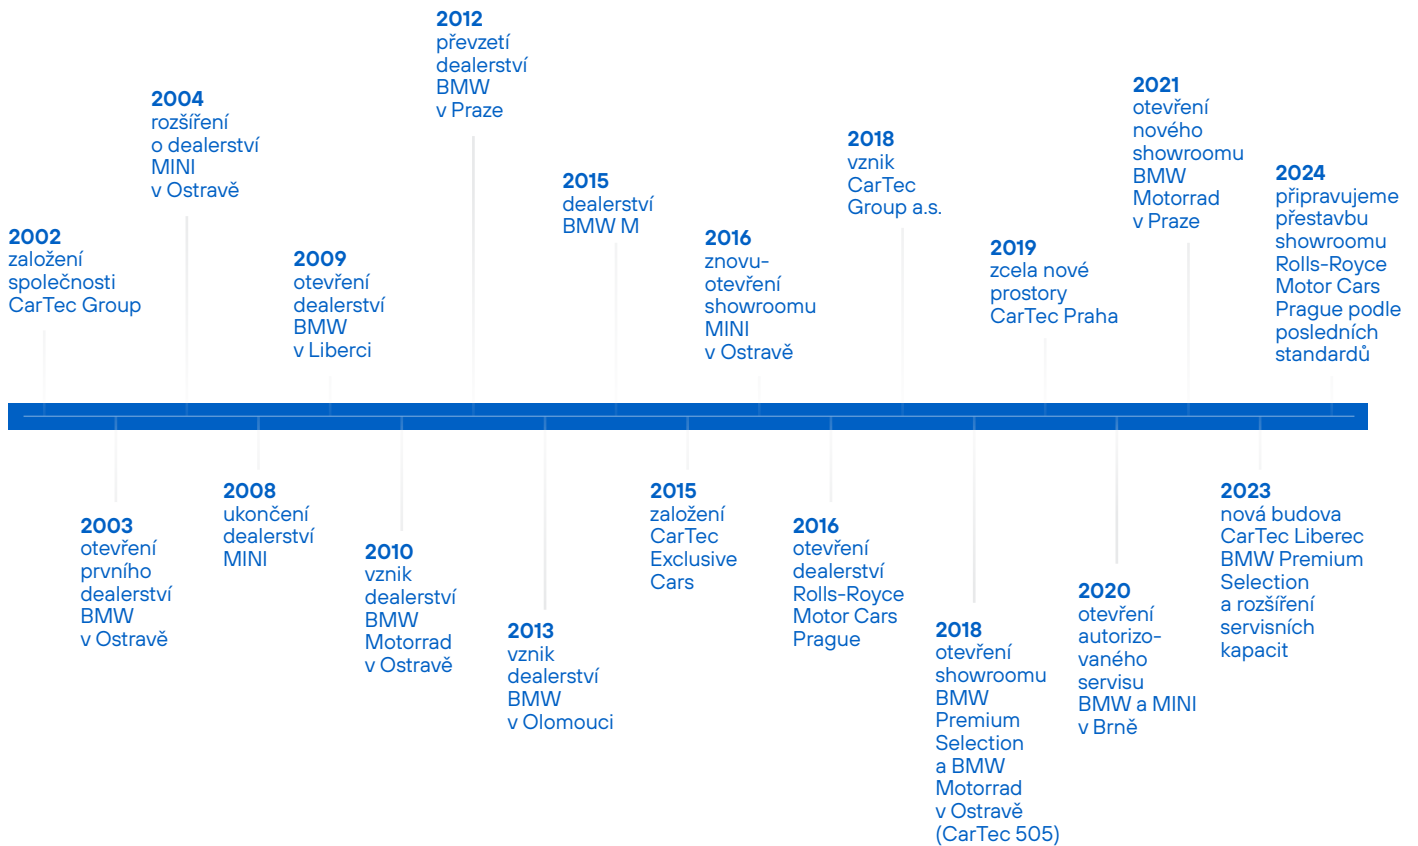 2002
založení
společnosti
CarTec Group
2003
otevření
prvního
dealerství
BMW
v Ostravě
2004
rozšíření
o dealerství
MINI
v Ostravě
2008
ukončení
dealerství
MINI
2009
otevření
dealerství
BMW
v Liberci
2010
vznik
dealerství
BMW
Motorrad
v Ostravě
2012
převzetí
dealerství
BMW
v Praze
2013
vznik
dealerství
BMW
v Olomouci
2015
dealerství
BMW M
2015
založení
CarTec
Exclusive
Cars
2016
znovu-
otevření
showroomu
MINI
v Ostravě
2016
otevření
dealerství
Rolls-Royce
Motor Cars
Prague
2018
vznik
CarTec
Group a.s.
2018
otevření
showroomu
BMW
Premium
Selection
a BMW
Motorrad
v Ostravě
(CarTec 505)
2019
zcela nové
prostory
CarTec Praha
2020
otevření
autorizo-
vaného
servisu
BMW a MINI
v Brně
2021
otevření
nového
showroomu
BMW
Motorrad
v Praze
2023
nová budova
CarTec Liberec
BMW Premium
Selection
a rozšíření
servisních
kapacit
2024
připravujeme
přestavbu
showroomu
Rolls-Royce
Motor Cars
Prague podle
posledních
standardů